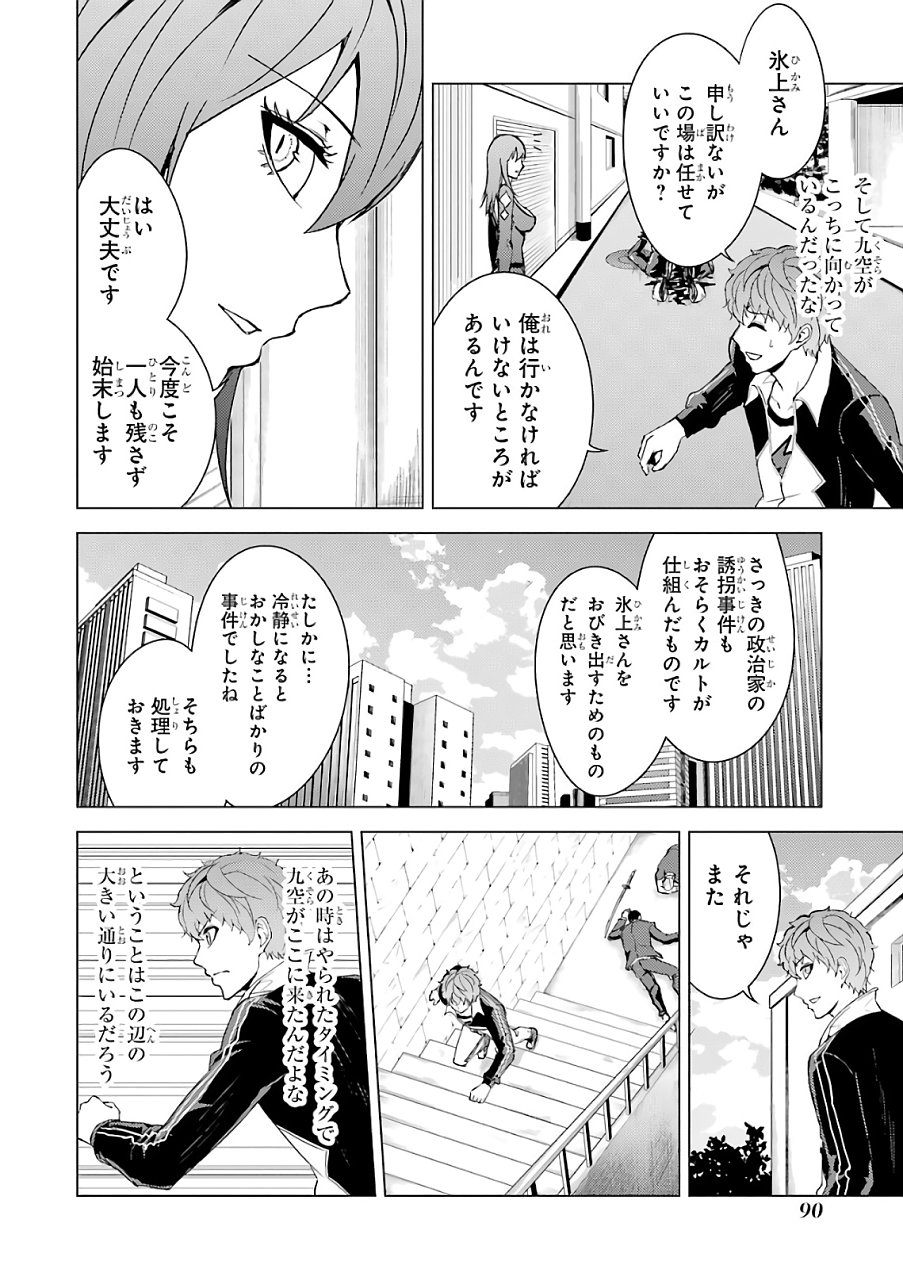 そして九空が
こっちに向かって
いるんだったな
氷上さん
申し訳ないが
この場は任せて
いいですか？
俺は行かなければ
いけないところが
あるんです
はい
大丈夫です
今度こそ
一人も残さず
始末します
さっきの政治家の
誘拐事件も
おそらくカルトが
仕組んだものです
氷上さんを
おびき出すためのもの
だと思います
たしかに…
冷静になると
おかしなことばかりの
事件でしたね
そちらも
処理して
おきます
それじゃ
また
あの時はやられたタイミングで
九空がここに来たんだよな
ということはこの辺の
大きい通りにいるだろう
90